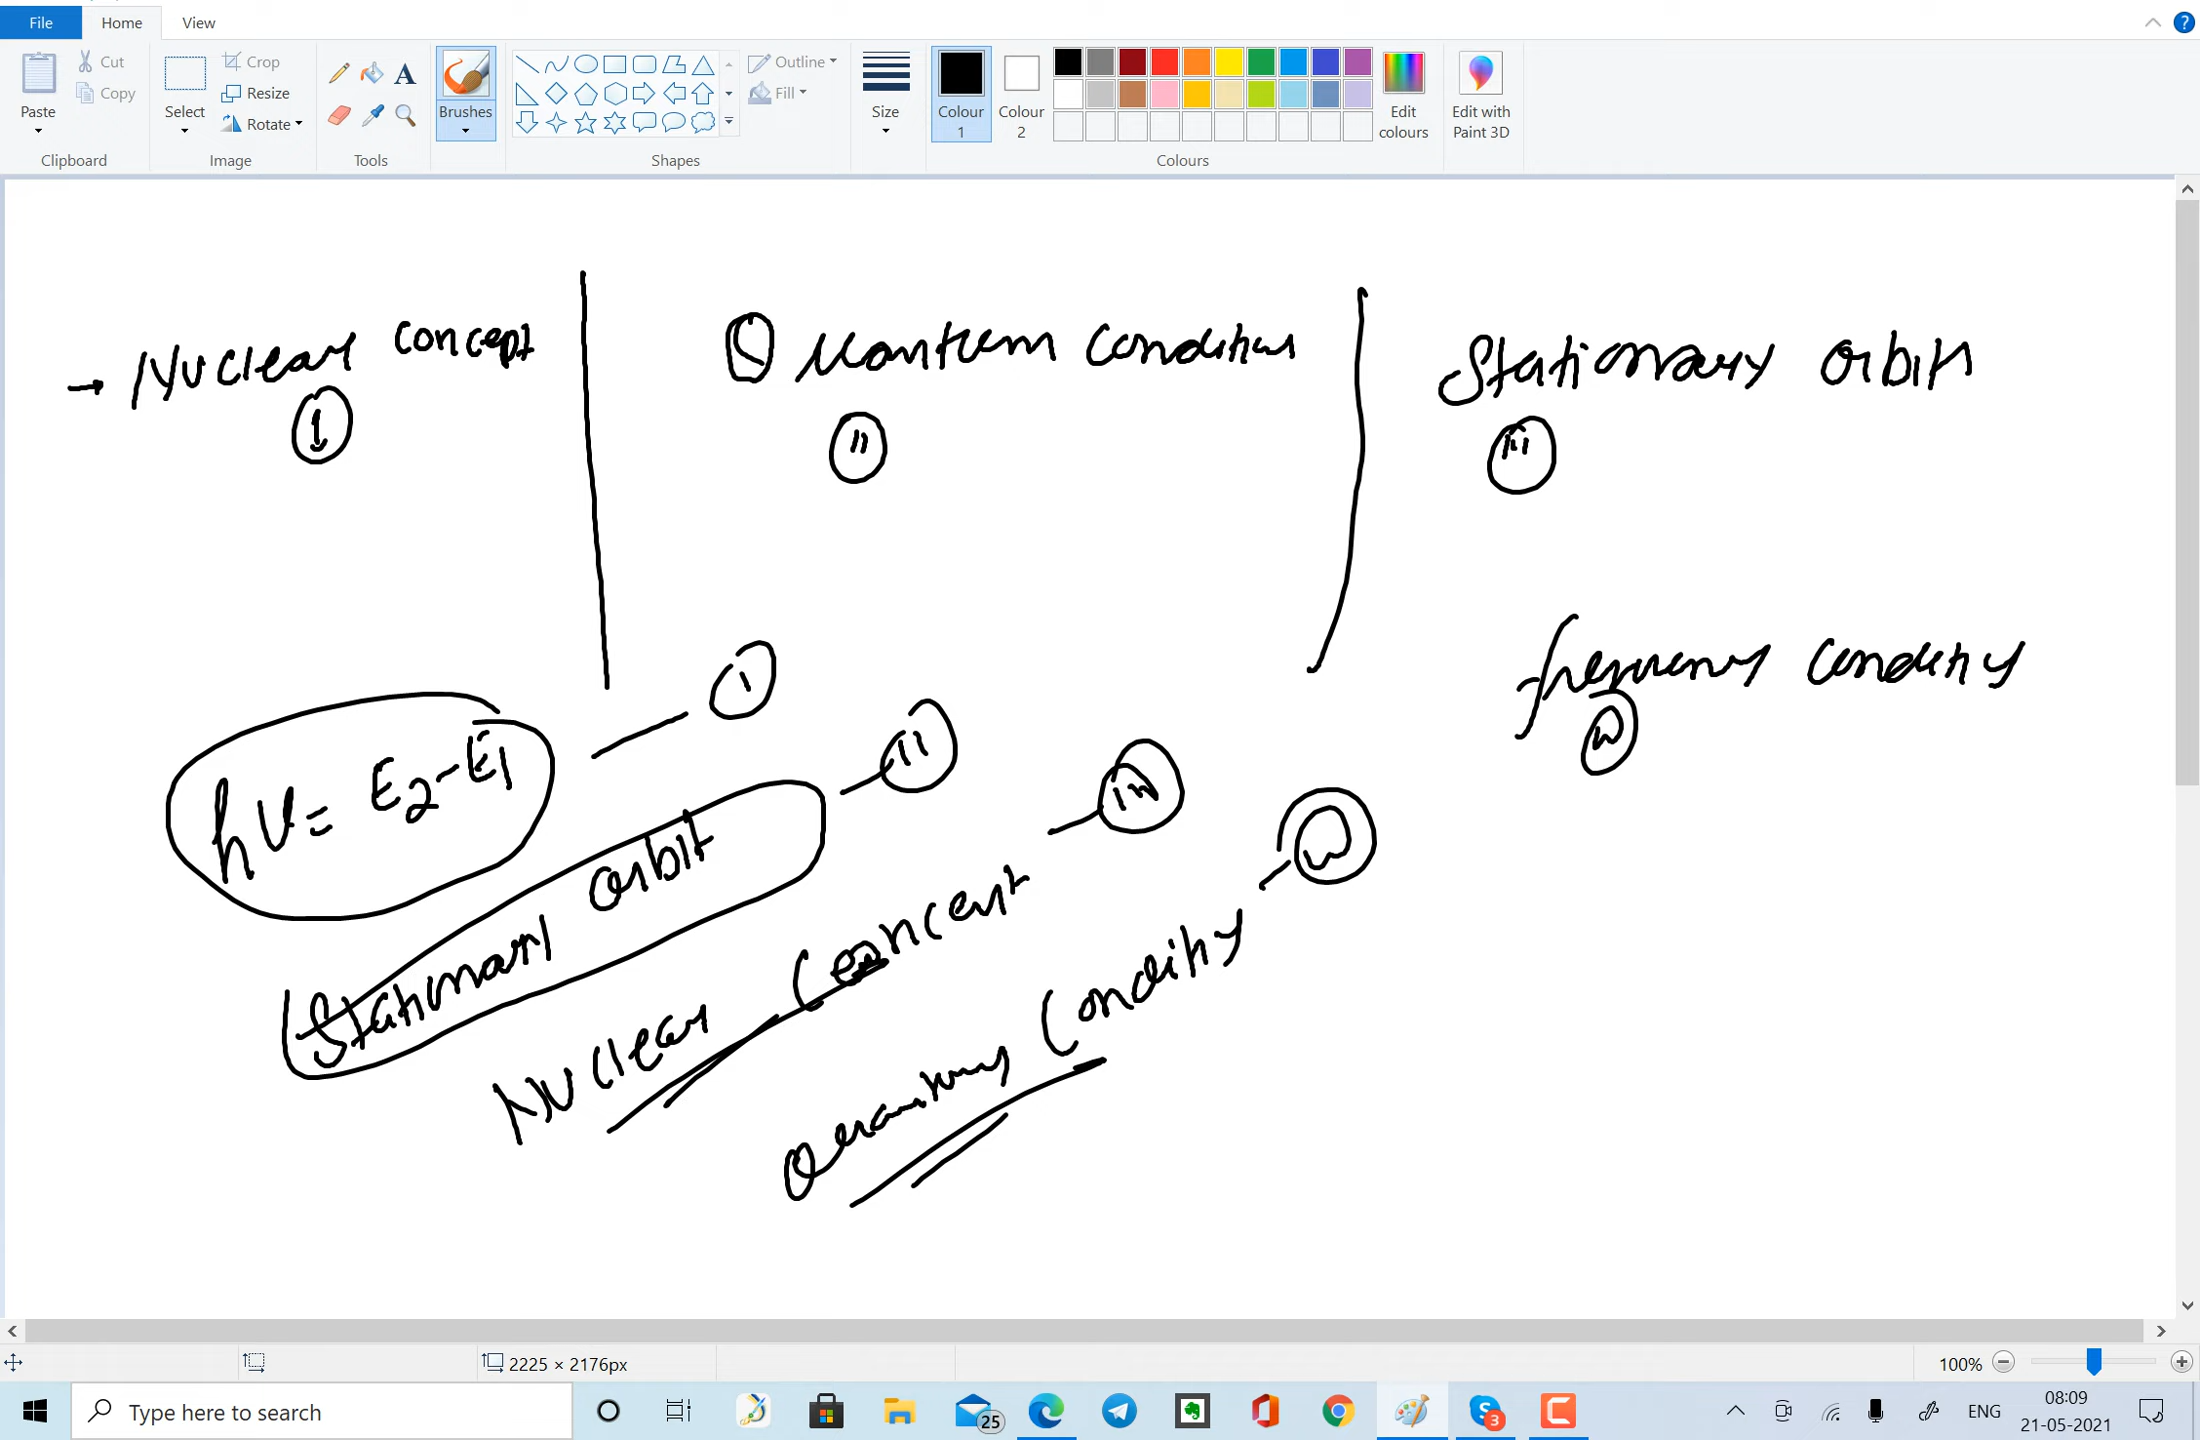 File Home View
Paste Cut Copy Clipboard
Select Crop Resize Rotate Image
Tools
Brushes
Outline Fill Shapes
Size
Colour 1 Colour 2 Edit colours Colours
Edit with Paint 3D
→ Nuclear concept
I
Quantum Condition
II
Stationary orbit
III
frequency condition
hν = E2-E1 — I
Stationary orbit — II
Nuclear Concept — III
Quantum Condition —
2225 × 2176px
100%
Type here to search
25
3
ENG
08:09
21-05-2021